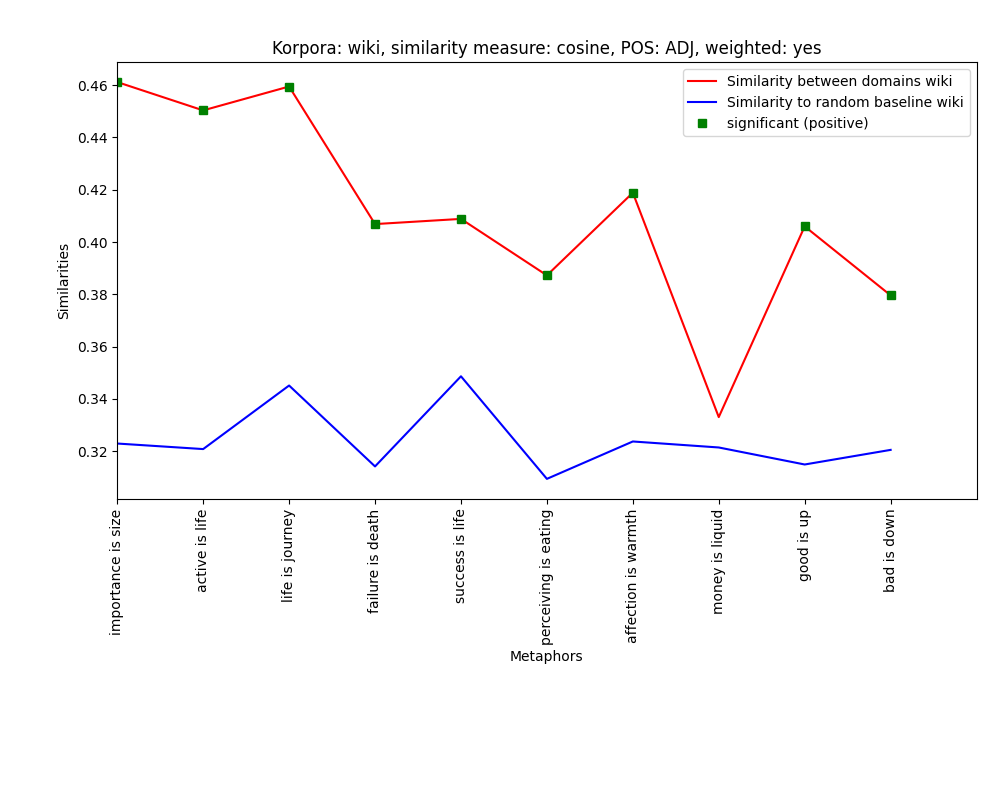 Korpora: wiki, similarity measure: cosine, POS: ADJ, weighted: yes
Similarity between domains wiki
Similarity to random baseline wiki
significant (positive)
Similarities
0.46
0.44
0.42
0.40
0.38
0.36
0.34
0.32
importance is size
active is life
life is journey
failure is death
success is life
perceiving is eating
affection is warmth
money is liquid
good is up
bad is down
Metaphors